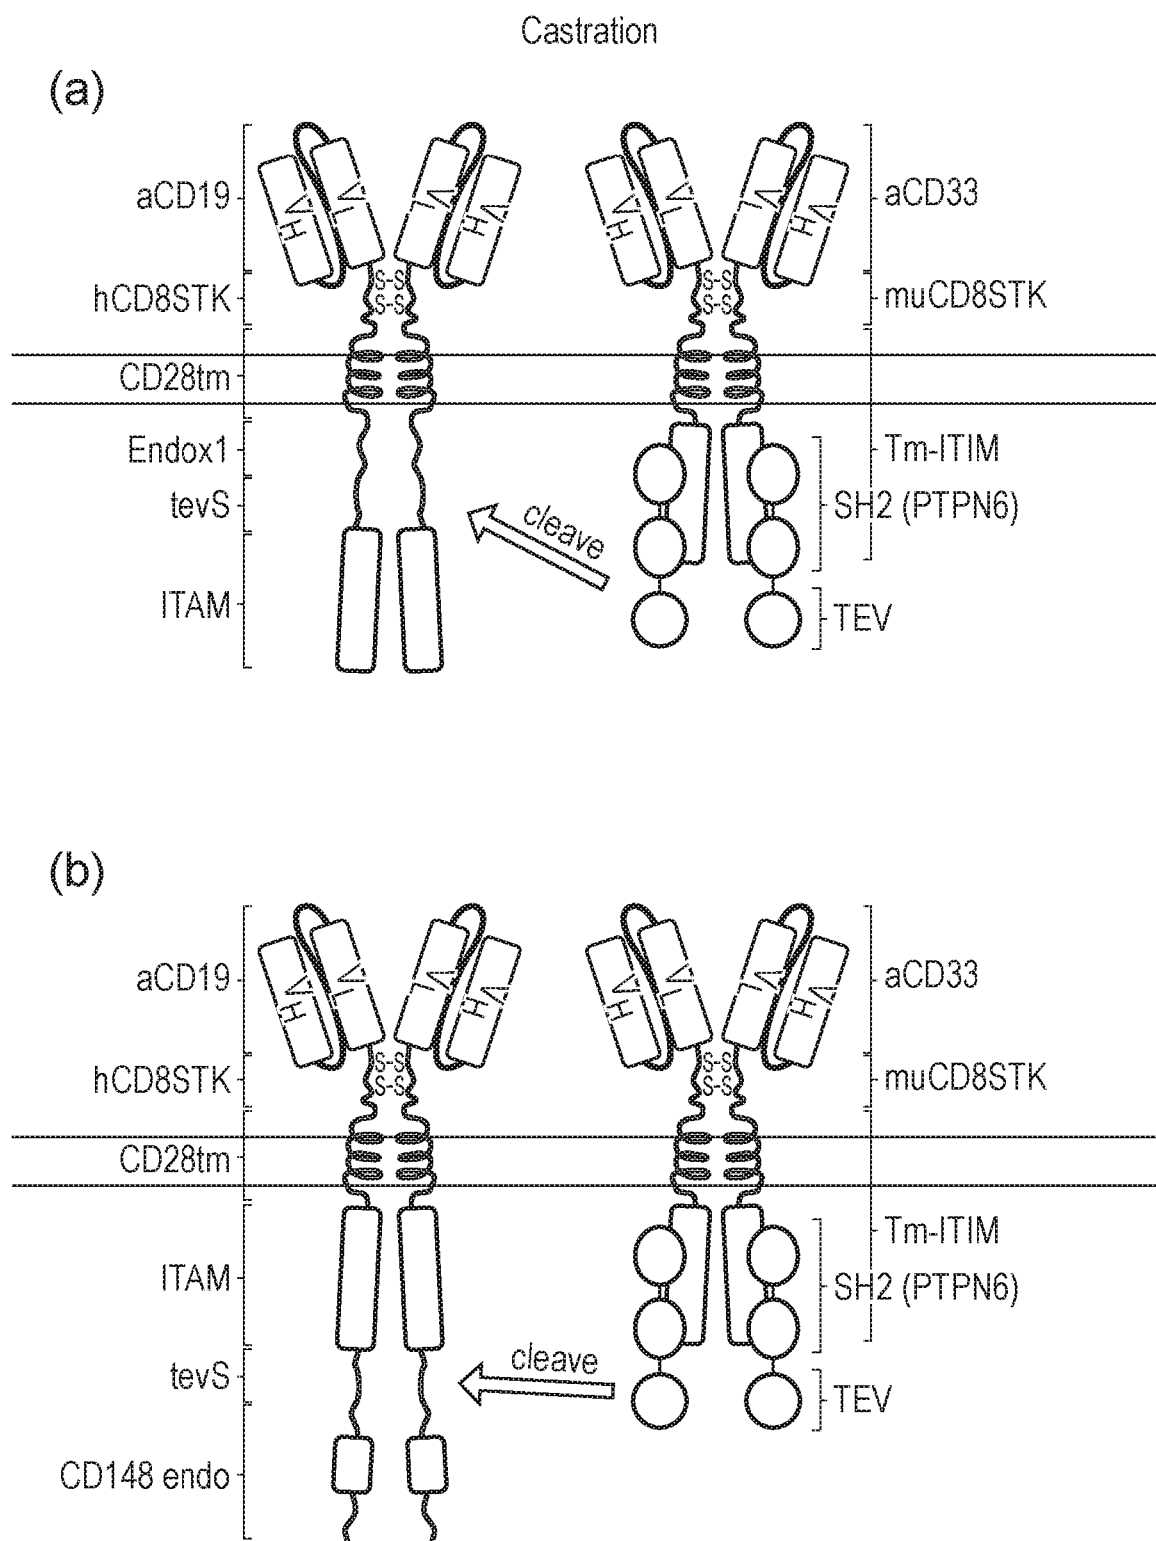 Castration
(a)
aCD19
hCD8STK
CD28tm
Endox1
tevS
ITAM
VH
VL
VL
VH
S-S
S-S
cleave
VH
VL
VL
VH
S-S
S-S
aCD33
muCD8STK
Tm-ITIM
SH2 (PTPN6)
TEV
(b)
aCD19
hCD8STK
CD28tm
ITAM
tevS
CD148 endo
VH
VL
VL
VH
S-S
S-S
cleave
VH
VL
VL
VH
S-S
S-S
aCD33
muCD8STK
Tm-ITIM
SH2 (PTPN6)
TEV